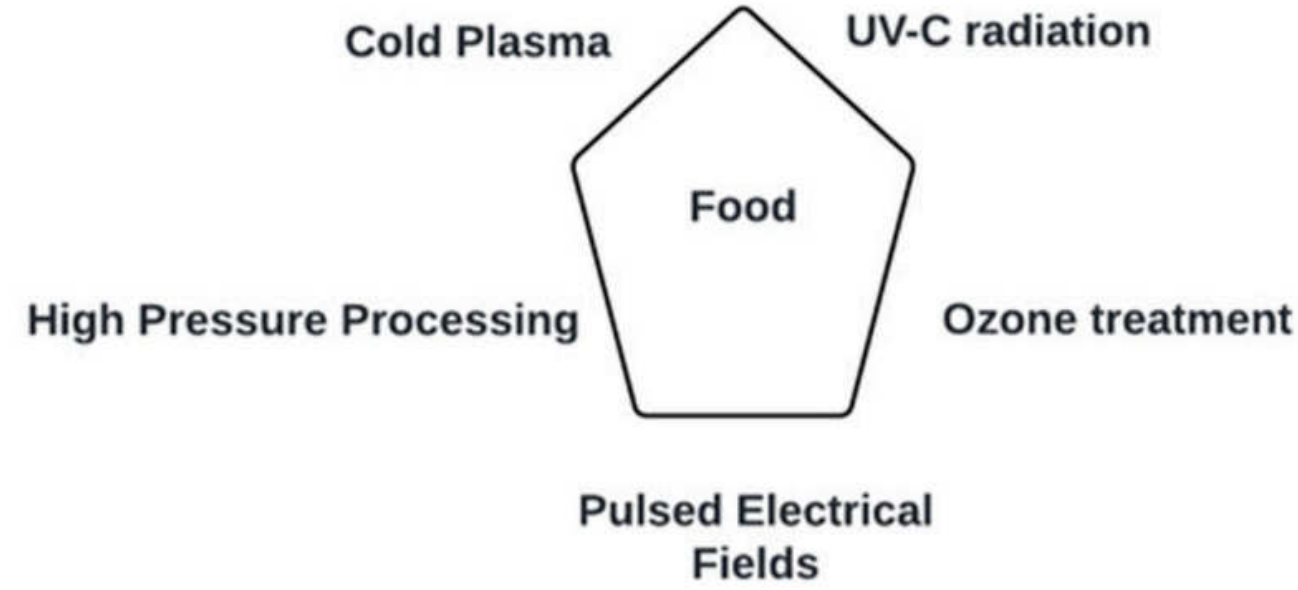 Cold Plasma
UV-C radiation
Food
High Pressure Processing
Ozone treatment
Pulsed Electrical
Fields